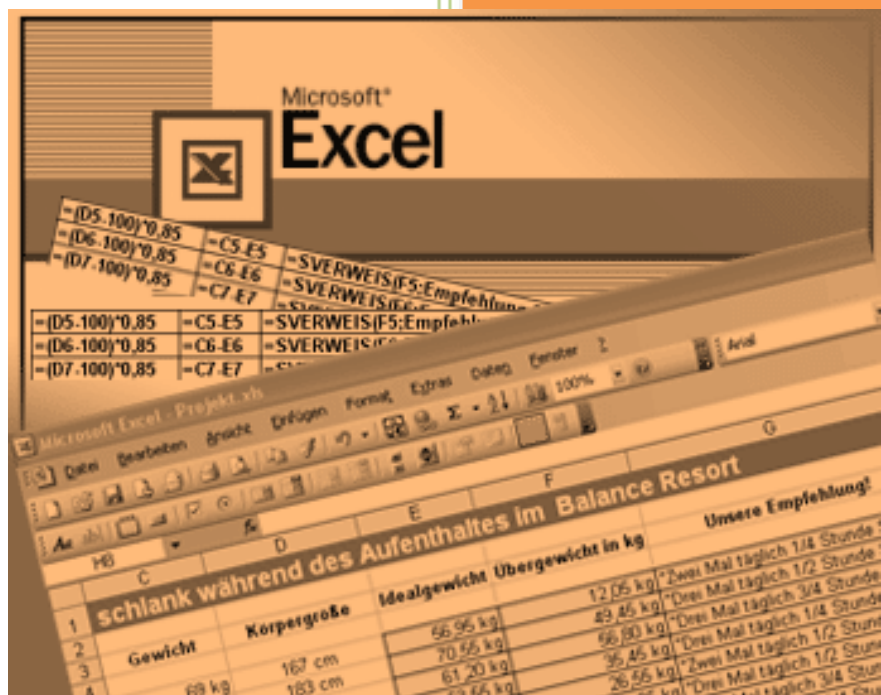 Microsoft®
Excel
=(D5-100)*0,85 =C5-E5 =SVERWEIS(F5;Empfehlung
=(D6-100)*0,85 =C6-E6 =SVERWEIS(F6;Empfehlung
=(D7-100)*0,85 =C7-E7
=(D5-100)*0,85 =C5-E5 =SVERWEIS(F5;Empfehl
=(D6-100)*0,85 =C6-E6 =SVERWEIS(
=(D7-100)*0,85 =C7-E7
Microsoft Excel - Projekt.xls
Datei Bearbeiten Ansicht Einfügen Format Extras Daten Fenster ?
100% Arial
H8 fx
C D E F G
1 schlank während des Aufenthaltes im Balance Resort
2 Gewicht Körpergroße Idealgewicht Übergewicht in kg Unsere Empfehlung!
3 69 kg 167 cm 56,95 kg 12,05 kg "Zwei Mal täglich 1/4 Stunde
4 183 cm 70,55 kg 49,45 kg "Drei Mal täglich 1/2 Stunde
61,20 kg 56,80 kg "Drei Mal täglich 3/4 Stunde
35,45 kg "Drei Mal täglich 1/4 Stunde
26,55 kg "Zwei Mal täglich 1/2 Stunde
"Drei Mal täglich 1/2 Stunde